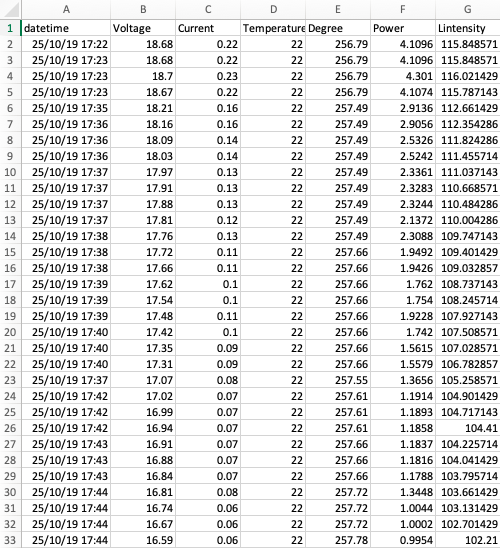 A B C D E F G
1 datetime Voltage Current Temperature Degree Power Lintensity
2 25/10/19 17:22 18.68 0.22 22 256.79 4.1096 115.848571
3 25/10/19 17:23 18.68 0.22 22 256.79 4.1096 115.848571
4 25/10/19 17:22 18.7 0.23 22 256.79 4.301 116.021429
5 25/10/19 17:22 18.67 0.22 22 256.79 4.1074 115.787143
6 25/10/19 17:35 18.21 0.16 22 257.49 2.9136 112.661429
7 25/10/19 17:36 18.16 0.16 22 257.49 2.9056 112.354286
8 25/10/19 17:36 18.09 0.14 22 257.49 2.5326 111.824286
9 25/10/19 17:36 18.03 0.14 22 257.49 2.5242 111.455714
10 25/10/19 17:37 17.97 0.13 22 257.49 2.3361 111.037143
11 25/10/19 17:37 17.91 0.13 22 257.49 2.3283 110.668571
12 25/10/19 17:37 17.88 0.13 22 257.49 2.3244 110.484286
13 25/10/19 17:37 17.81 0.12 22 257.49 2.1372 110.004286
14 25/10/19 17:38 17.76 0.13 22 257.49 2.3088 109.747143
15 25/10/19 17:38 17.72 0.11 22 257.66 1.9492 109.401429
16 25/10/19 17:38 17.66 0.11 22 257.66 1.9426 109.032857
17 25/10/19 17:39 17.62 0.1 22 257.66 1.762 108.737143
18 25/10/19 17:39 17.54 0.1 22 257.66 1.754 108.245714
19 25/10/19 17:39 17.48 0.11 22 257.66 1.9228 107.927143
20 25/10/19 17:40 17.42 0.1 22 257.66 1.742 107.508571
21 25/10/19 17:40 17.35 0.09 22 257.66 1.5615 107.028571
22 25/10/19 17:40 17.31 0.09 22 257.66 1.5579 106.782857
23 25/10/19 17:37 17.07 0.08 22 257.55 1.3656 105.258571
24 25/10/19 17:42 17.02 0.07 22 257.61 1.1914 104.901429
25 25/10/19 17:42 16.99 0.07 22 257.61 1.1893 104.717143
26 25/10/19 17:42 16.94 0.07 22 257.61 1.1858 104.41
27 25/10/19 17:43 16.91 0.07 22 257.66 1.1837 104.225714
28 25/10/19 17:43 16.88 0.07 22 257.66 1.1816 104.041429
29 25/10/19 17:43 16.84 0.07 22 257.66 1.1788 103.795714
30 25/10/19 17:44 16.81 0.08 22 257.72 1.3448 103.661429
31 25/10/19 17:44 16.74 0.06 22 257.72 1.0044 103.131429
32 25/10/19 17:44 16.67 0.06 22 257.72 1.0002 102.701429
33 25/10/19 17:44 16.59 0.06 22 257.78 0.9954 102.21